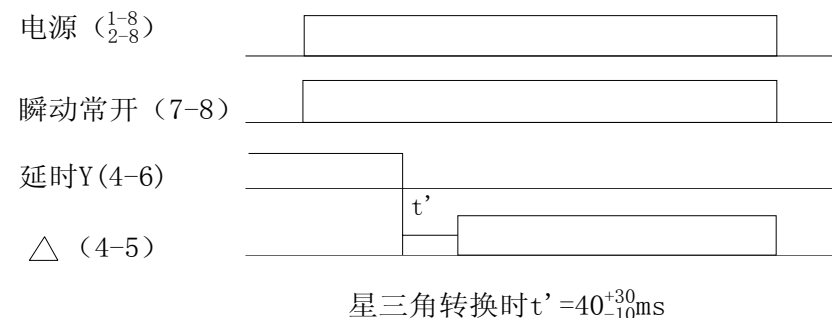 电源（1-8 2-8）
瞬动常开（7-8）
延时Y(4-6)
t’
△（4-5）
星三角转换时t’=40+30-10ms